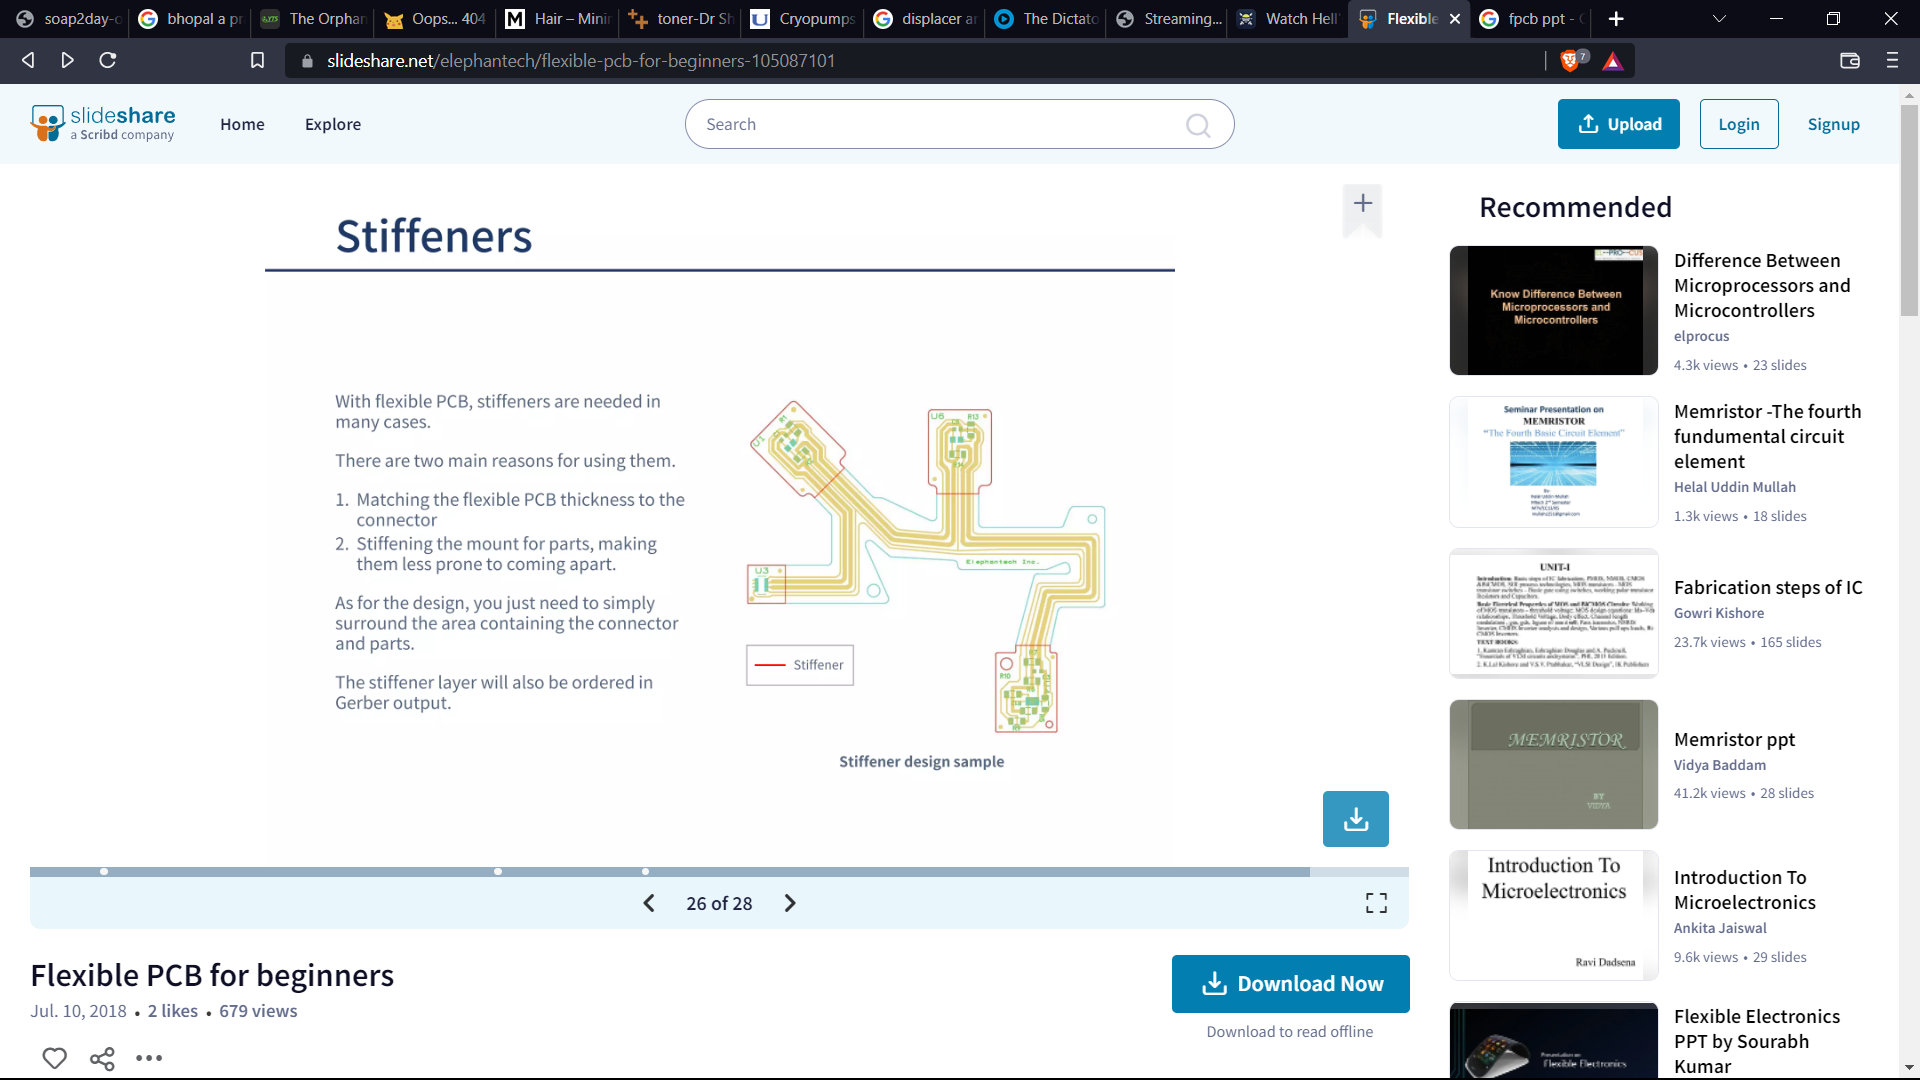 soap2day-o
bhopal a pr
The Orphan
Oops... 404
Hair – Minin
toner-Dr Sh
Cryopumps
displacer ar
The Dictato
Streaming...
Watch Hell'
Flexible
fpcb ppt - G
slideshare.net/elephantech/flexible-pcb-for-beginners-105087101
7
slideshare
a Scribd company
Home
Explore
Search
Upload
Login
Signup
Stiffeners
With flexible PCB, stiffeners are needed in
many cases.
There are two main reasons for using them.
1. Matching the flexible PCB thickness to the
connector
2. Stiffening the mount for parts, making
them less prone to coming apart.
As for the design, you just need to simply
surround the area containing the connector
and parts.
The stiffener layer will also be ordered in
Gerber output.
U1
U6
R13
U3
Elephantech Inc.
R10
Stiffener
Stiffener design sample
26 of 28
Flexible PCB for beginners
Jul. 10, 2018 • 2 likes • 679 views
Download Now
Download to read offline
Recommended
Know Difference Between
Microprocessors and
Microcontrollers
Difference Between
Microprocessors and
Microcontrollers
elprocus
4.3k views • 23 slides
Seminar Presentation on
MEMRISTOR
"The Fourth Basic Circuit Element"
Memristor -The fourth
fundumental circuit
element
Helal Uddin Mullah
1.3k views • 18 slides
UNIT-I
TEXT BOOKS:
Fabrication steps of IC
Gowri Kishore
23.7k views • 165 slides
MEMRISTOR
BY
VIDYA
Memristor ppt
Vidya Baddam
41.2k views • 28 slides
Introduction To
Microelectronics
Ravi Dadsena
Introduction To
Microelectronics
Ankita Jaiswal
9.6k views • 29 slides
Presentation on
Flexible Electronics
Flexible Electronics
PPT by Sourabh
Kumar